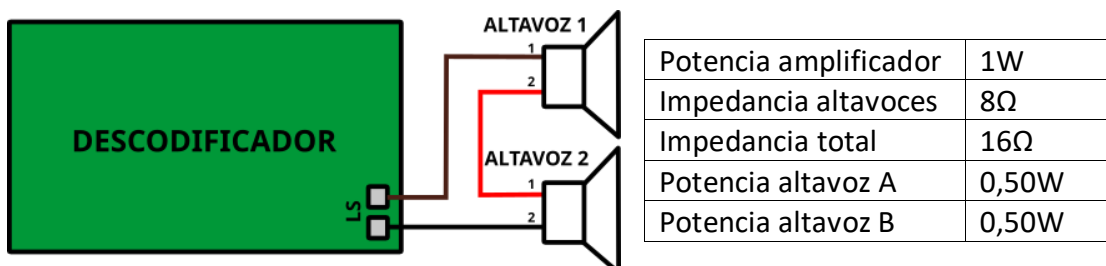 ALTAVOZ 1
1
2
DESCODIFICADOR
LS
ALTAVOZ 2
1
2
Potencia amplificador 1W
Impedancia altavoces 8Ω
Impedancia total 16Ω
Potencia altavoz A 0,50W
Potencia altavoz B 0,50W